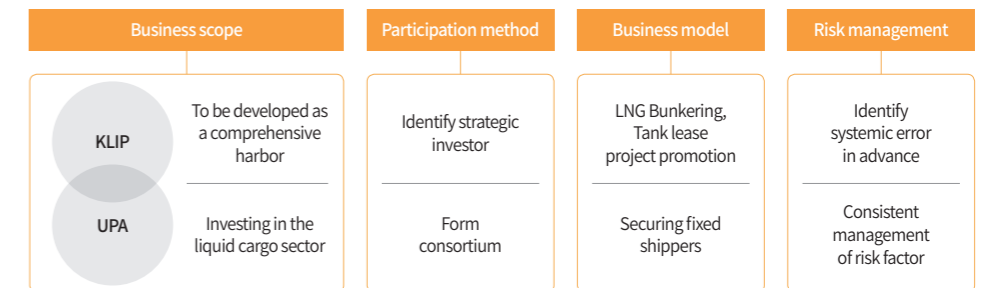 Business scope
KLIP
To be developed as
a comprehensive
harbor
UPA
Investing in the
liquid cargo sector
Participation method
Identify strategic
investor
Form
consortium
Business model
LNG Bunkering,
Tank lease
project promotion
Securing fixed
shippers
Risk management
Identify
systemic error
in advance
Consistent
management
of risk factor